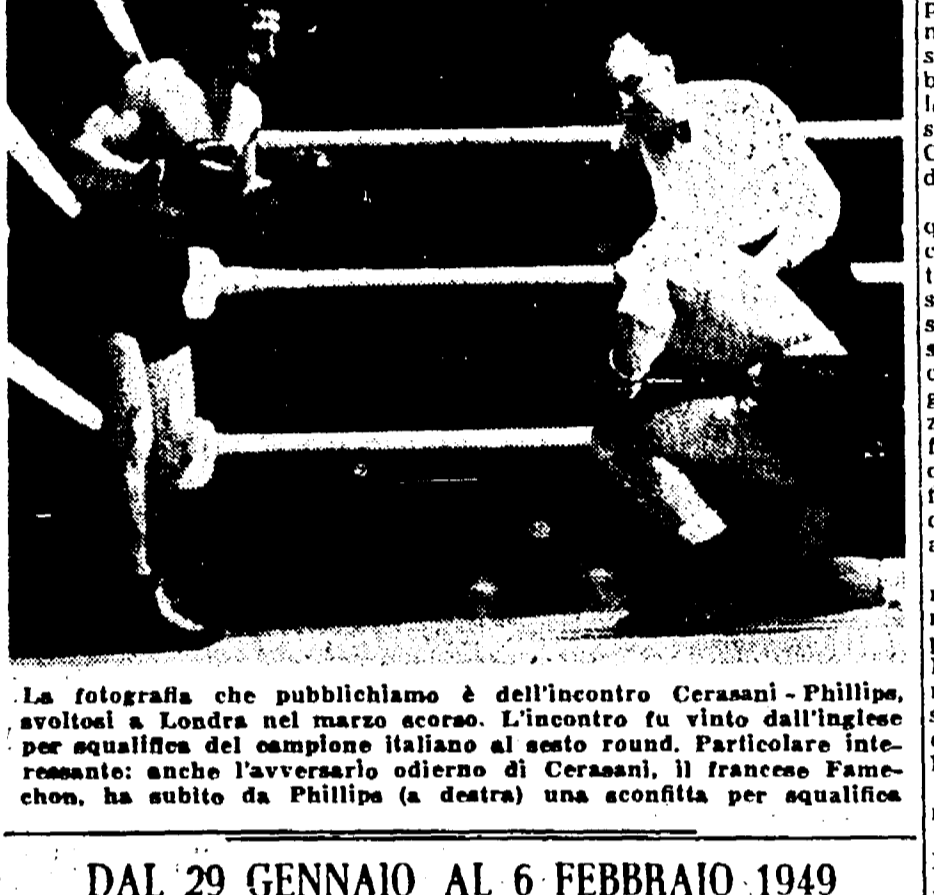 La fotografia che pubblichiamo è dell'incontro Cerasani - Phillips,
svoltosi a Londra nel marzo scorso. L'incontro fu vinto dall'inglese
per squalifica del campione italiano al sesto round. Particolare inte-
ressante: anche l'avversario odierno di Cerasani, il francese Fame-
chon, ha subito da Phillips (a destra) una sconfitta per squalifica
DAL 29 GENNAIO AL 6 FEBBRAIO 1949